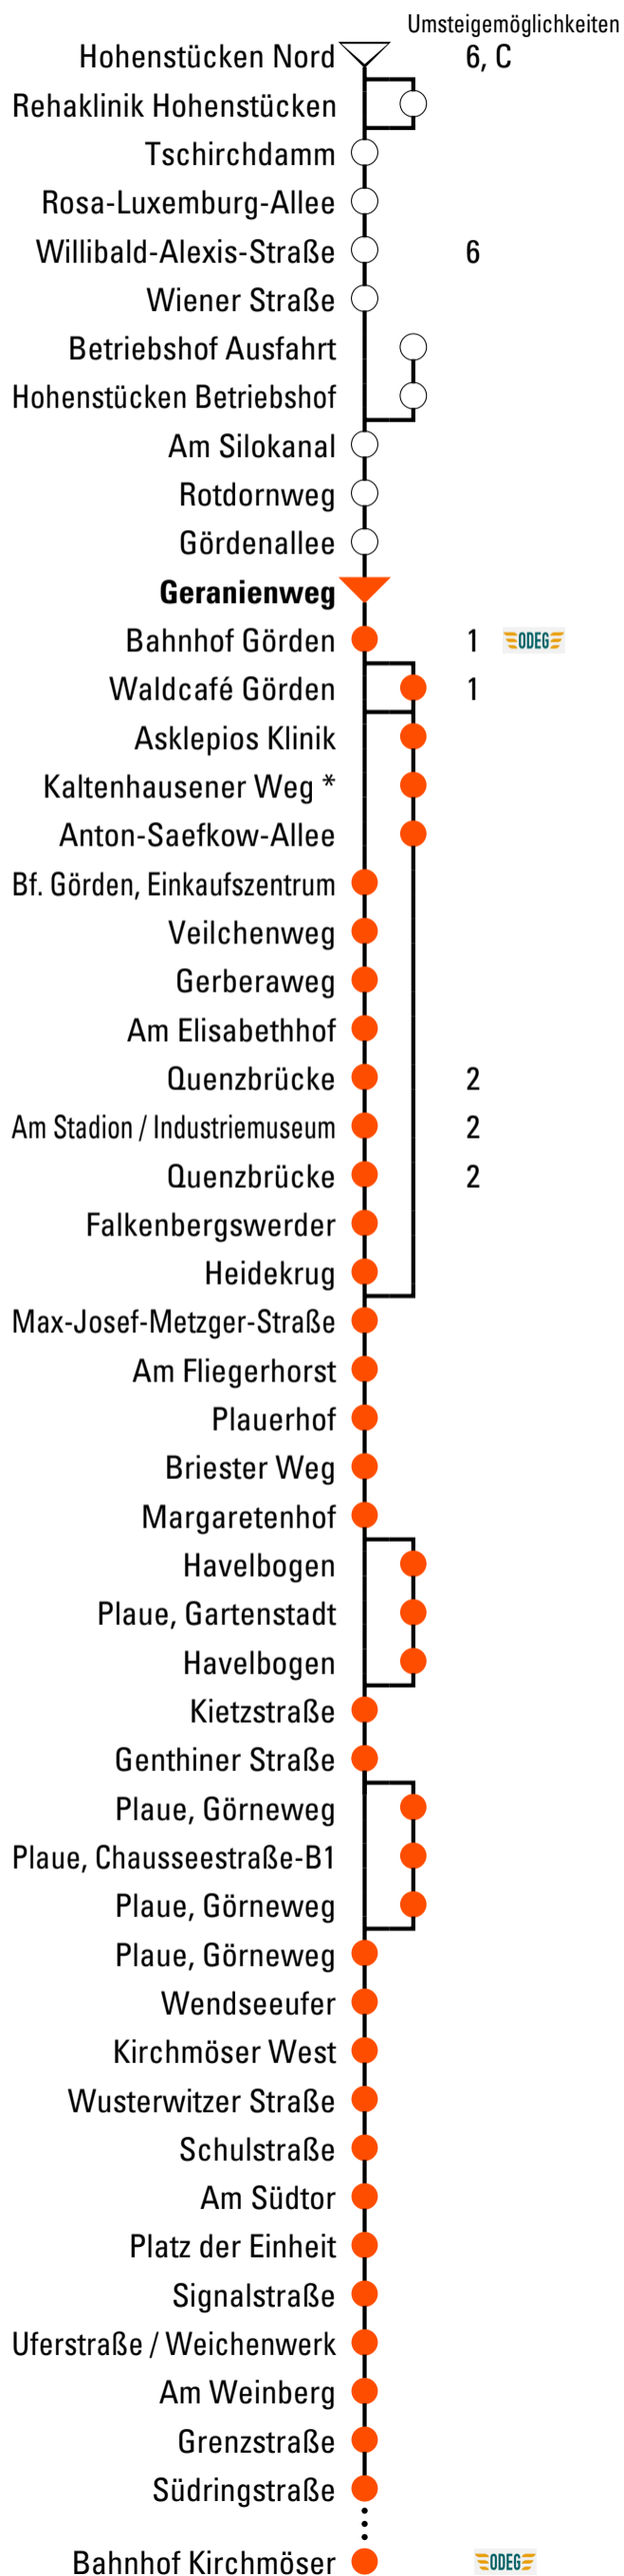 Umsteigemöglichkeiten
Hohenstücken Nord 6, C
Rehaklinik Hohenstücken
Tschirchdamm
Rosa-Luxemburg-Allee
Willibald-Alexis-Straße 6
Wiener Straße
Betriebshof Ausfahrt
Hohenstücken Betriebshof
Am Silokanal
Rotdornweg
Gördenallee
Geranienweg
Bahnhof Görden 1 ODEG
Waldcafé Görden 1
Asklepios Klinik
Kaltenhausener Weg *
Anton-Saefkow-Allee
Bf. Görden, Einkaufszentrum
Veilchenweg
Gerberaweg
Am Elisabethhof
Quenzbrücke 2
Am Stadion / Industriemuseum 2
Quenzbrücke 2
Falkenbergswerder
Heidekrug
Max-Josef-Metzger-Straße
Am Fliegerhorst
Plauerhof
Briester Weg
Margaretenhof
Havelbogen
Plaue, Gartenstadt
Havelbogen
Kietzstraße
Genthiner Straße
Plaue, Görneweg
Plaue, Chausseestraße-B1
Plaue, Görneweg
Plaue, Görneweg
Wendseeufer
Kirchmöser West
Wusterwitzer Straße
Schulstraße
Am Südtor
Platz der Einheit
Signalstraße
Uferstraße / Weichenwerk
Am Weinberg
Grenzstraße
Südringstraße
Bahnhof Kirchmöser ODEG